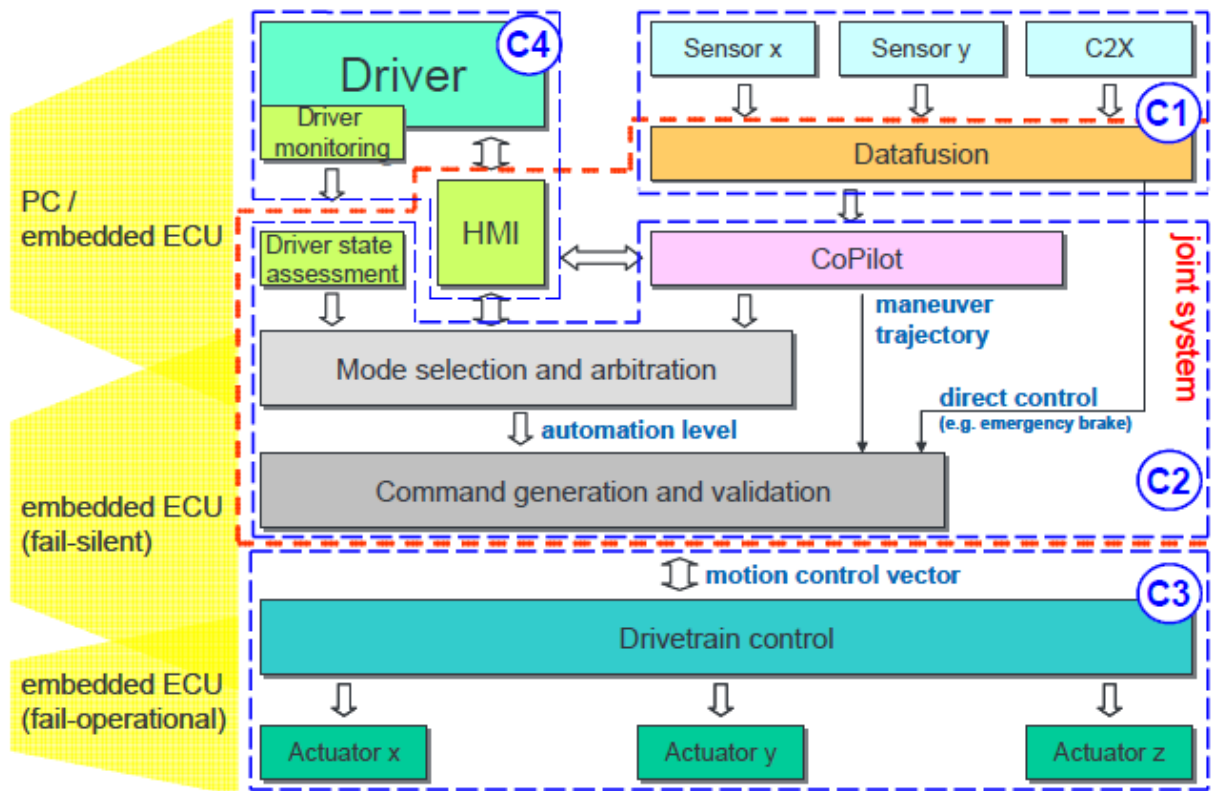 C4
Driver
Driver
monitoring
Sensor x
Sensor y
C2X
C1
Datafusion
PC /
embedded ECU
HMI
Driver state
assessment
CoPilot
joint system
maneuver
trajectory
Mode selection and arbitration
direct control
(e.g. emergency brake)
automation level
Command generation and validation
C2
embedded ECU
(fail-silent)
motion control vector
C3
Drivetrain control
embedded ECU
(fail-operational)
Actuator x
Actuator y
Actuator z